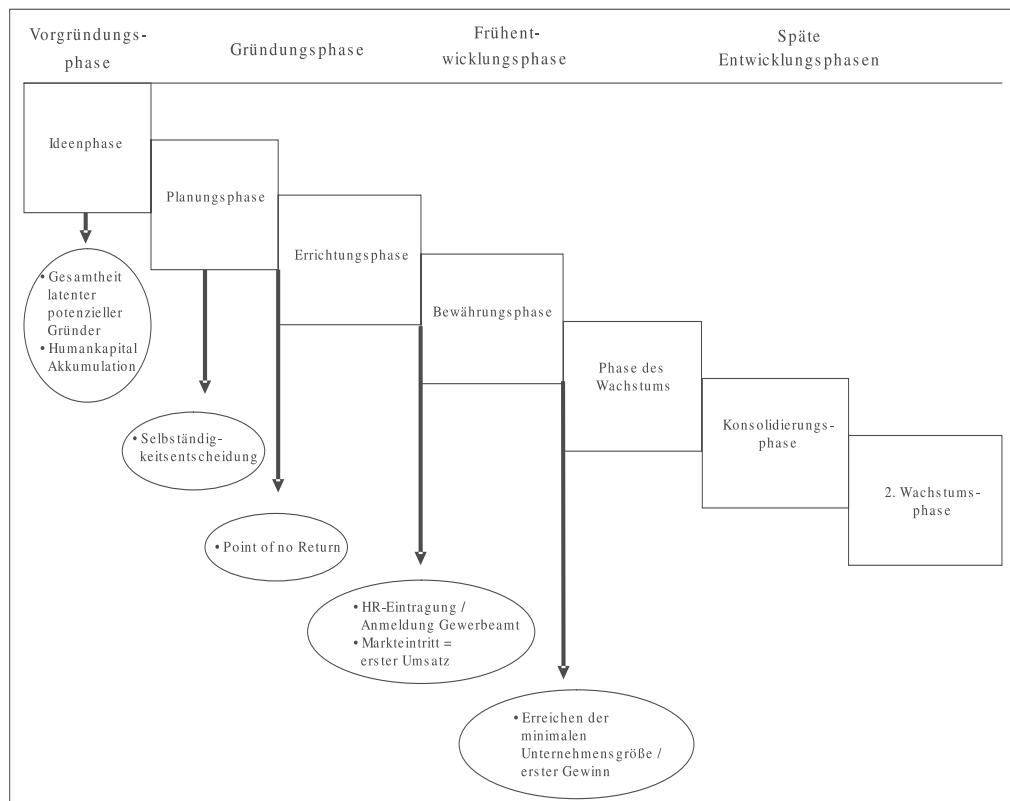 Vorgründungs-
phase
Gründungsphase
Frühent-
wicklungsphase
Späte
Entwicklungsphasen
Ideenphase
Planungsphase
Errichtungsphase
Bewährungsphase
Phase des
Wachstums
Konsolidierungs-
phase
2. Wachstums-
phase
• Gesamtheit
latenter
potenzieller
Gründer
• Humankapital
Akkumulation
• Selbständig-
keitsentscheidung
• Point of no Return
• HR-Eintragung /
Anmeldung Gewerbeamt
• Markteintritt =
erster Umsatz
• Erreichen der
minimalen
Unternehmensgröße /
erster Gewinn